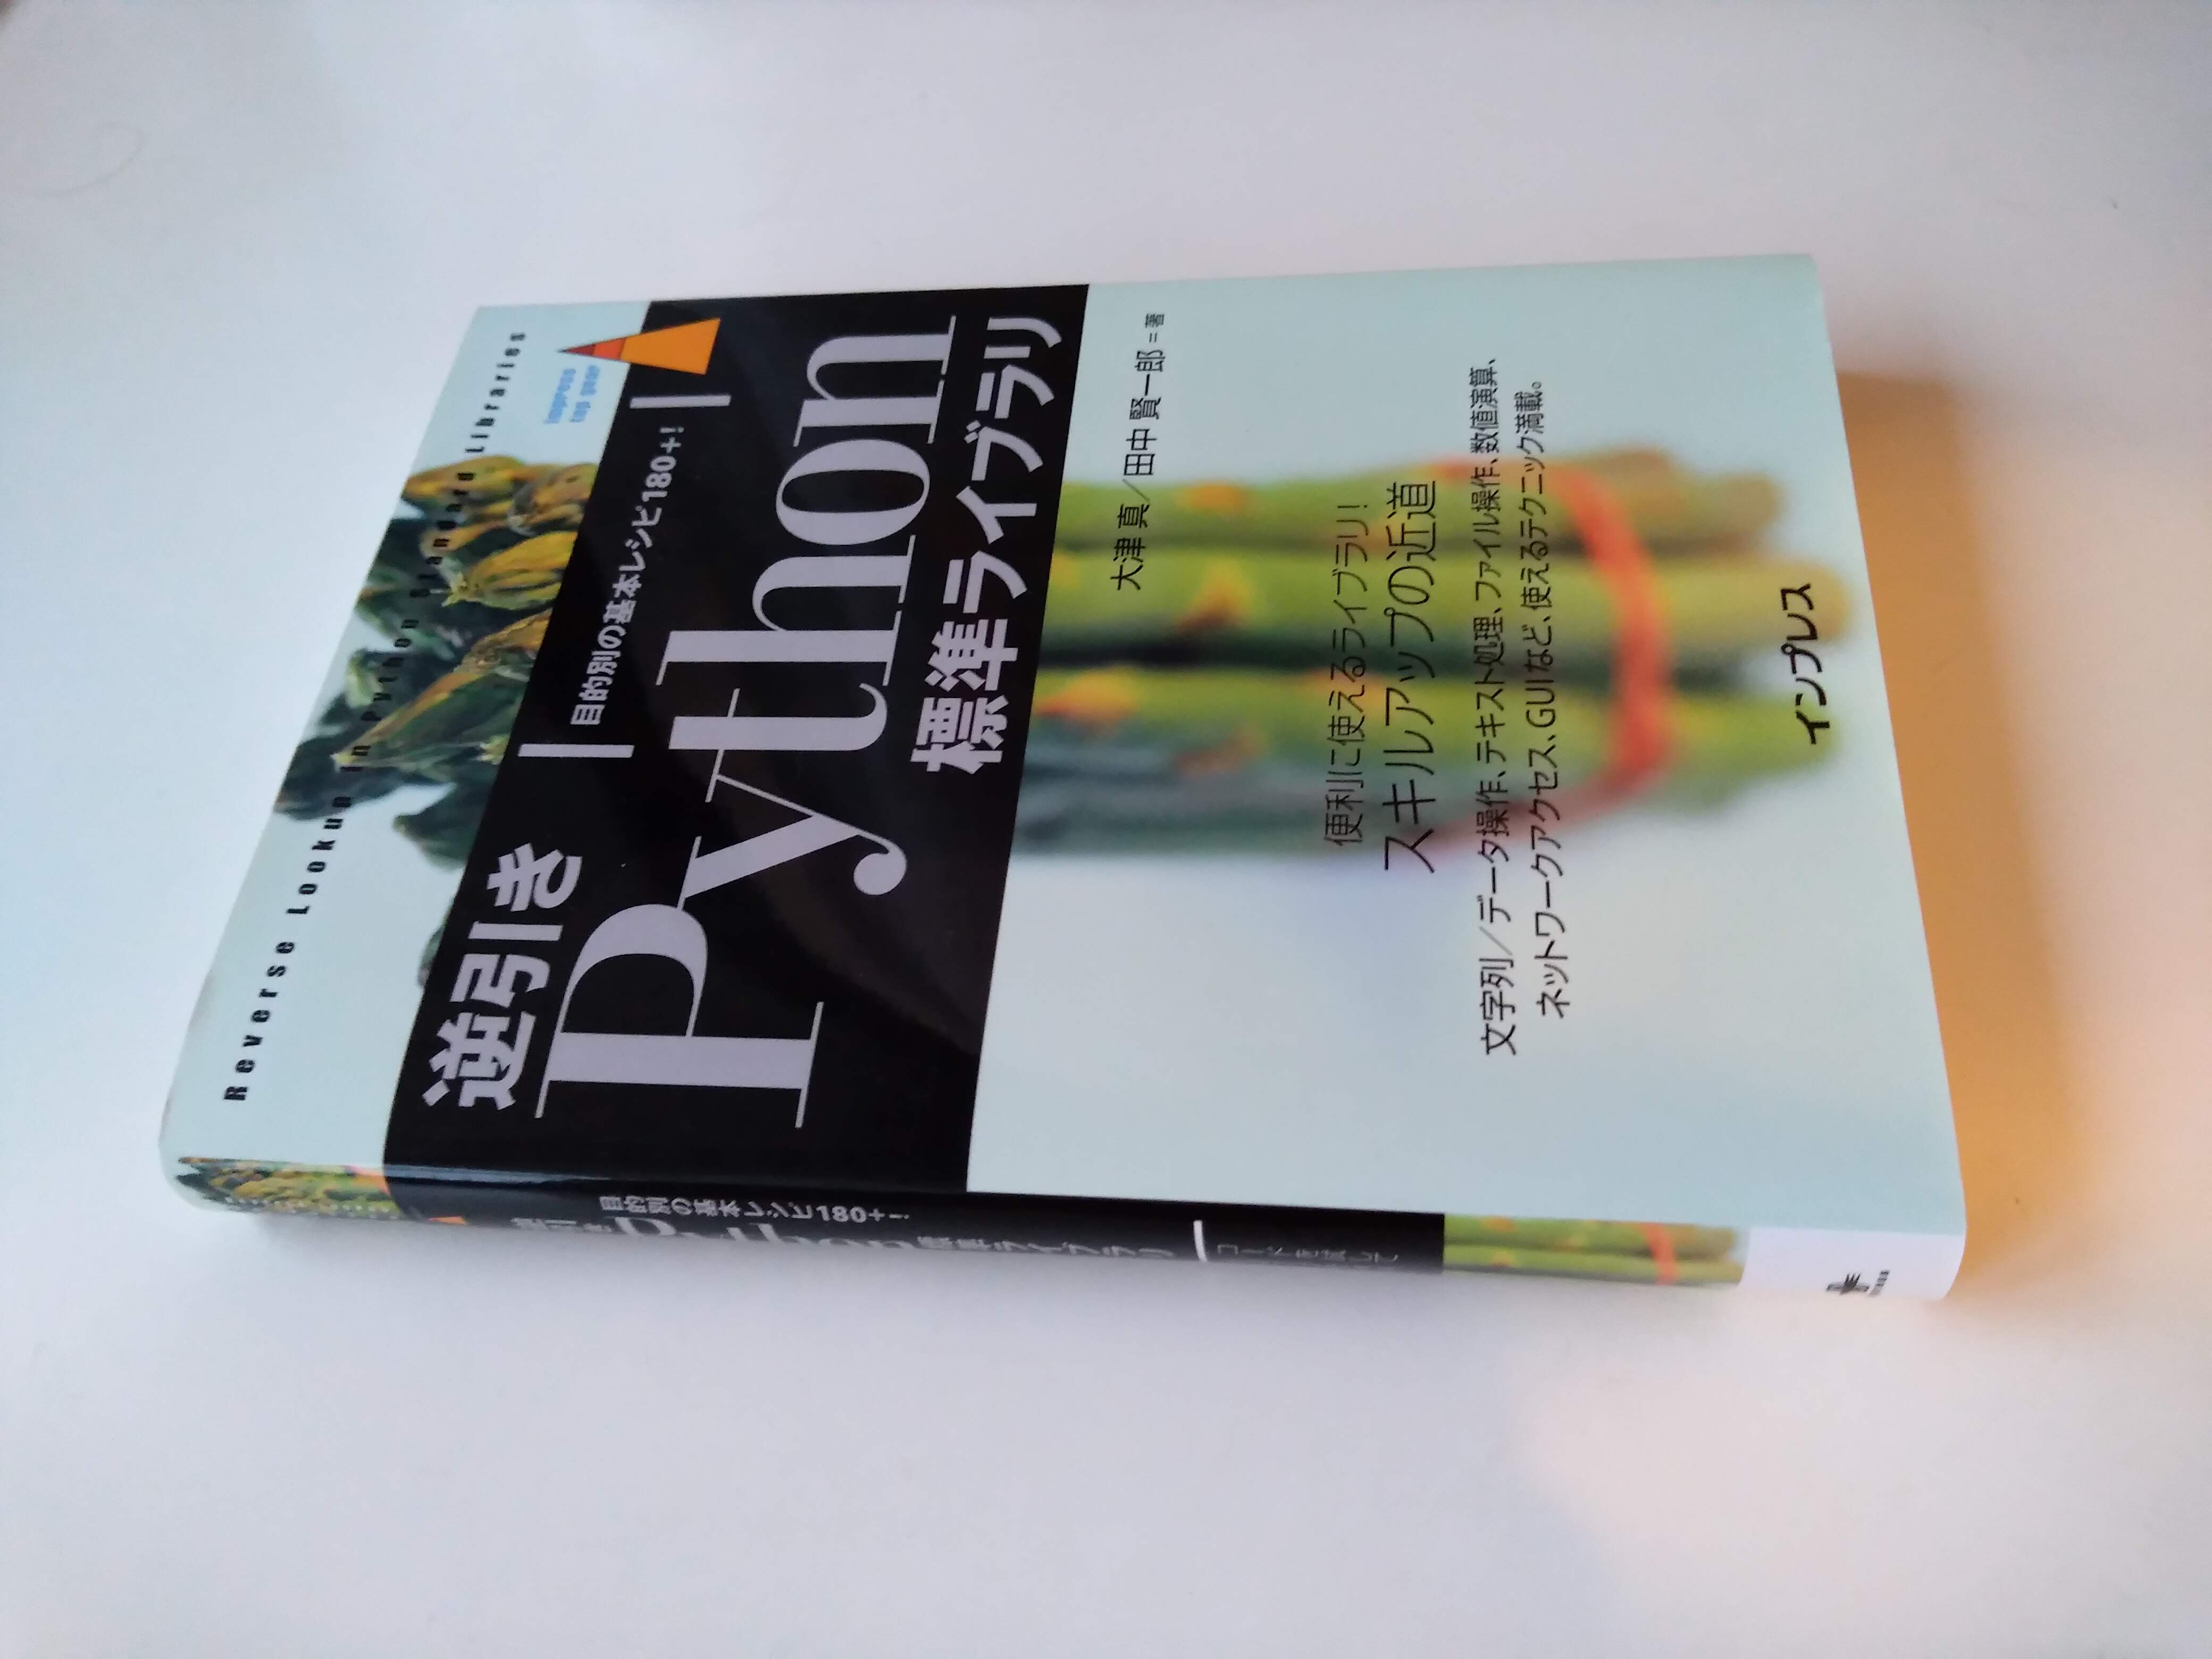 Reverse Lookup in Python Standard Libraries
impress
top gear
逆引き
目的別の基本レシピ180+!
Python
標準ライブラリ
大津 真／田中 賢一郎 = 著
便利に使えるライブラリ!
スキルアップの近道
文字列／データ操作、テキスト処理、ファイル操作、数値演算、
ネットワークアクセス、GUIなど、使えるテクニック満載。
インプレス
目的別の基本レシピ180+!
逆引き Python 標準ライブラリ